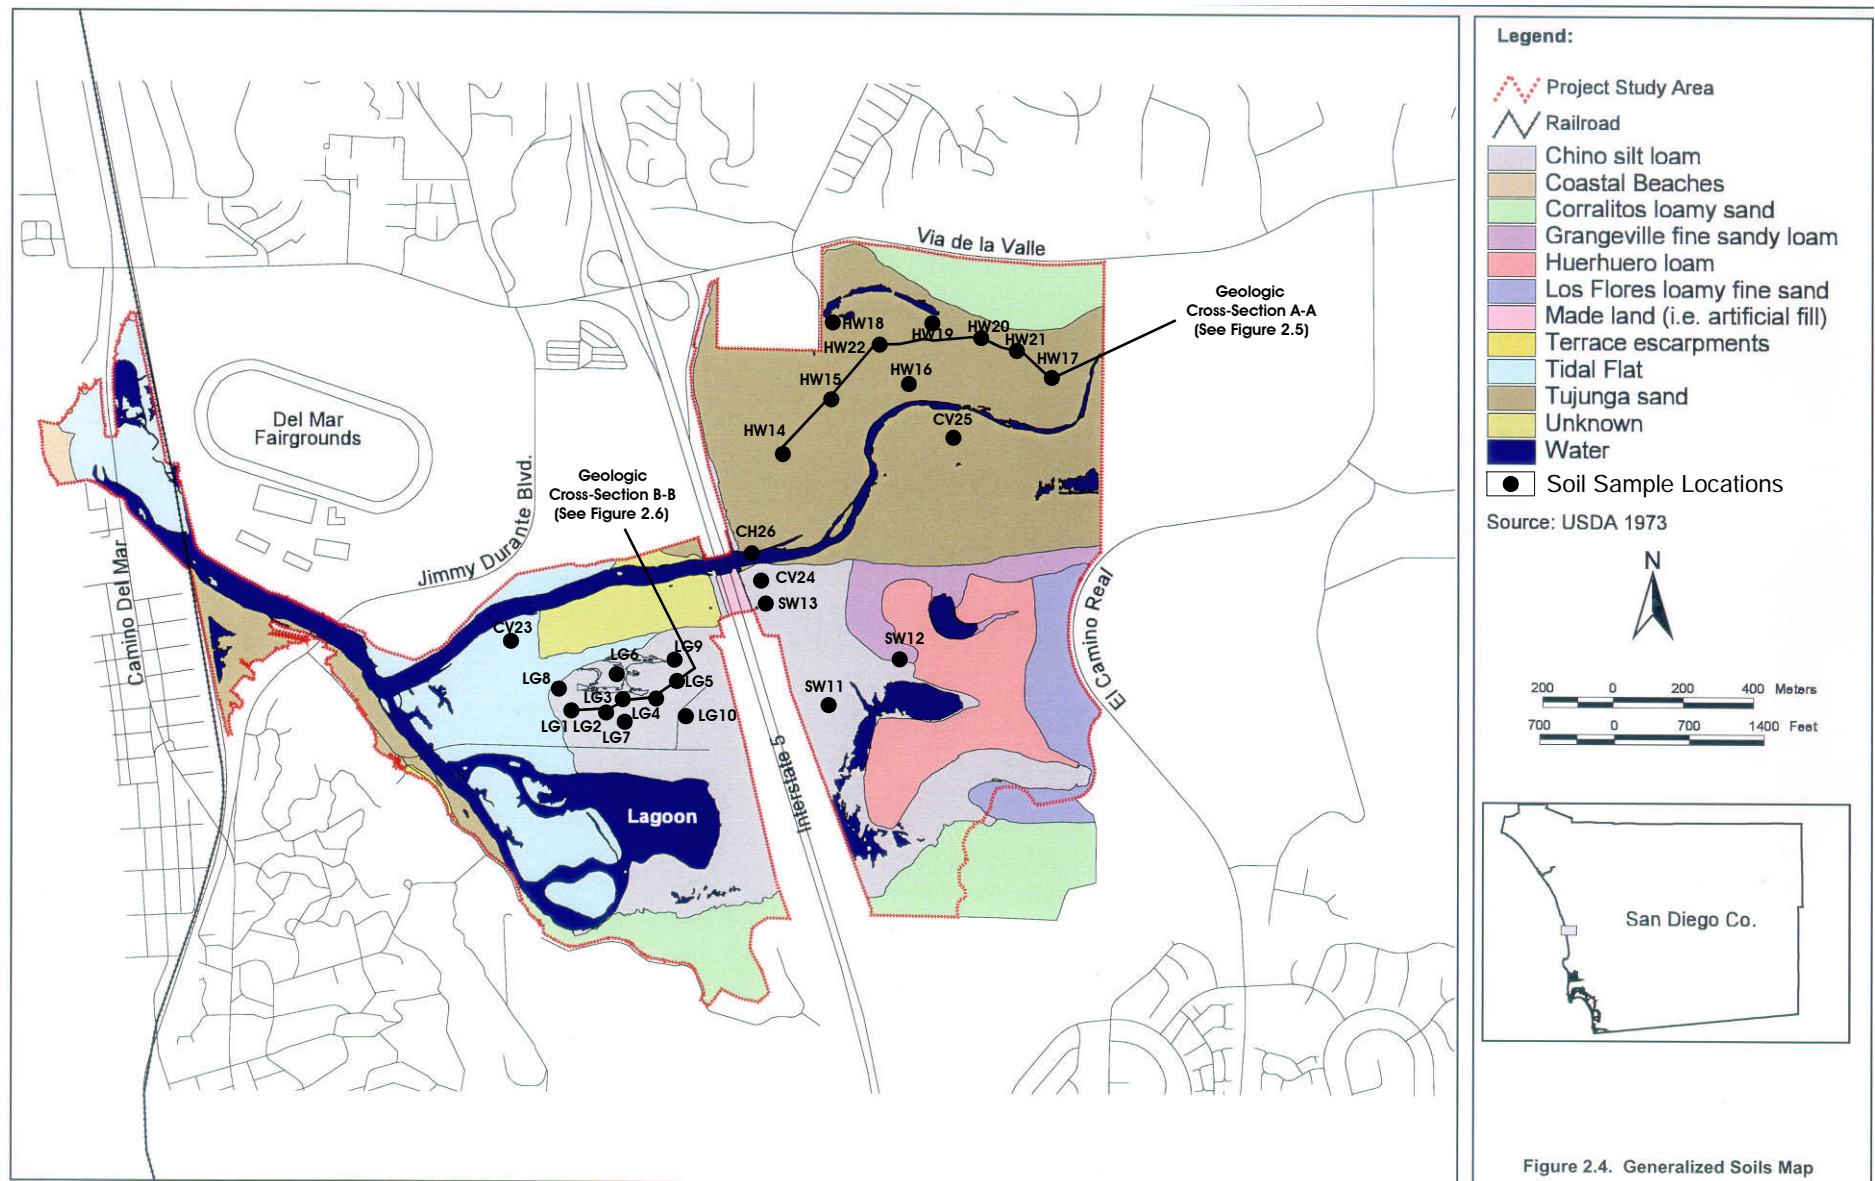 Via de la Valle
Geologic
Cross-Section A-A
(See Figure 2.5)
HW18
HW19
HW20
HW22
HW21
HW17
HW16
HW15
CV25
HW14
Del Mar
Fairgrounds
Jimmy Durante Blvd.
Geologic
Cross-Section B-B
(See Figure 2.6)
CH26
CV24
SW13
Camino Del Mar
CV23
El Camino Real
SW12
LG9
LG6
LG8
LG5
LG3
SW11
LG1
LG2
LG4
LG10
LG7
Interstate 5
Lagoon
Legend:
Project Study Area
Railroad
Chino silt loam
Coastal Beaches
Corralitos loamy sand
Grangeville fine sandy loam
Huerhuero loam
Los Flores loamy fine sand
Made land (i.e. artificial fill)
Terrace escarpments
Tidal Flat
Tujunga sand
Unknown
Water
Soil Sample Locations
Source: USDA 1973
N
200 0 200 400 Meters
700 0 700 1400 Feet
San Diego Co.
Figure 2.4. Generalized Soils Map